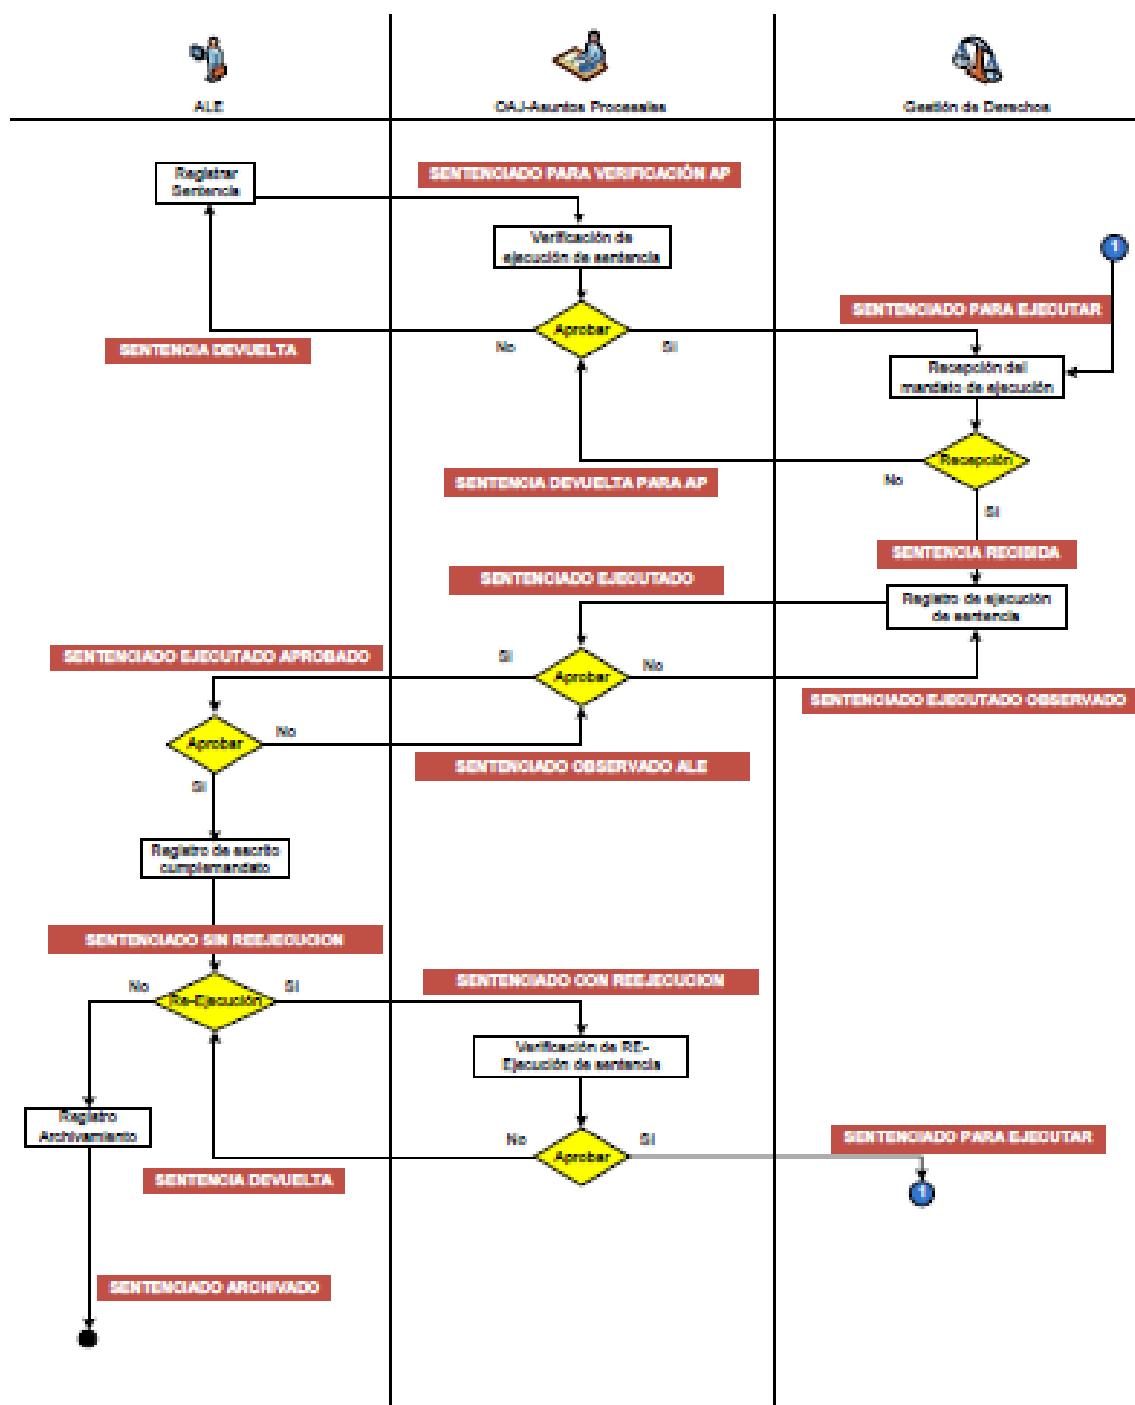 ALE
OAJ-Asuntos Procesales
Gestión de Derechos
Registrar
Sentencia
SENTENCIADO PARA VERIFICACIÓN AP
Verificación de
ejecución de sentencia
1
SENTENCIADO PARA EJECUTAR
Aprobar
No
SI
SENTENCIA DEVUELTA
Recepción del
mandato de ejecución
Recepción
No
SI
SENTENCIA DEVUELTA PARA AP
SENTENCIA RECIBIDA
SENTENCIADO EJECUTADO
Registro de ejecución
de sentencia
SENTENCIADO EJECUTADO APROBADO
SI
Aprobar
No
SENTENCIADO EJECUTADO OBSERVADO
Aprobar
No
SI
SENTENCIADO OBSERVADO ALE
Registro de escrito
cumplemandato
SENTENCIADO SIN REEJECUCION
No
Re-Ejecución
SI
SENTENCIADO CON REEJECUCION
Verificación de RE-
Ejecución de sentencia
Registro
Archivamiento
No
Aprobar
SI
SENTENCIADO PARA EJECUTAR
SENTENCIA DEVUELTA
1
SENTENCIADO ARCHIVADO